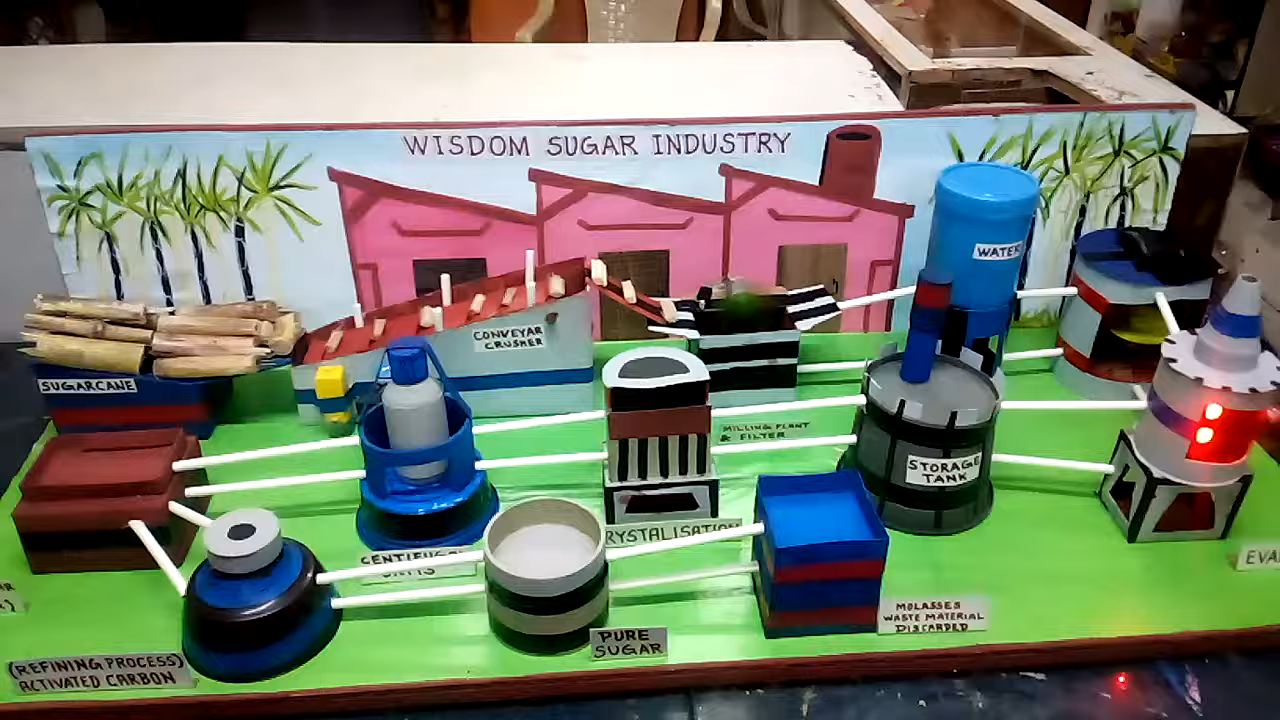 WISDOM SUGAR INDUSTRY
WATER
CONVEYAR
CRUSHER
SUGARCANE
MILLING PLANT
& FILTER
STORAGE
TANK
RYSTALISATION
EVA
MOLASSES
WASTE MATERIAL
DISCARDED
PURE
SUGAR
(REFINING PROCESS)
ACTIVATED CARBON